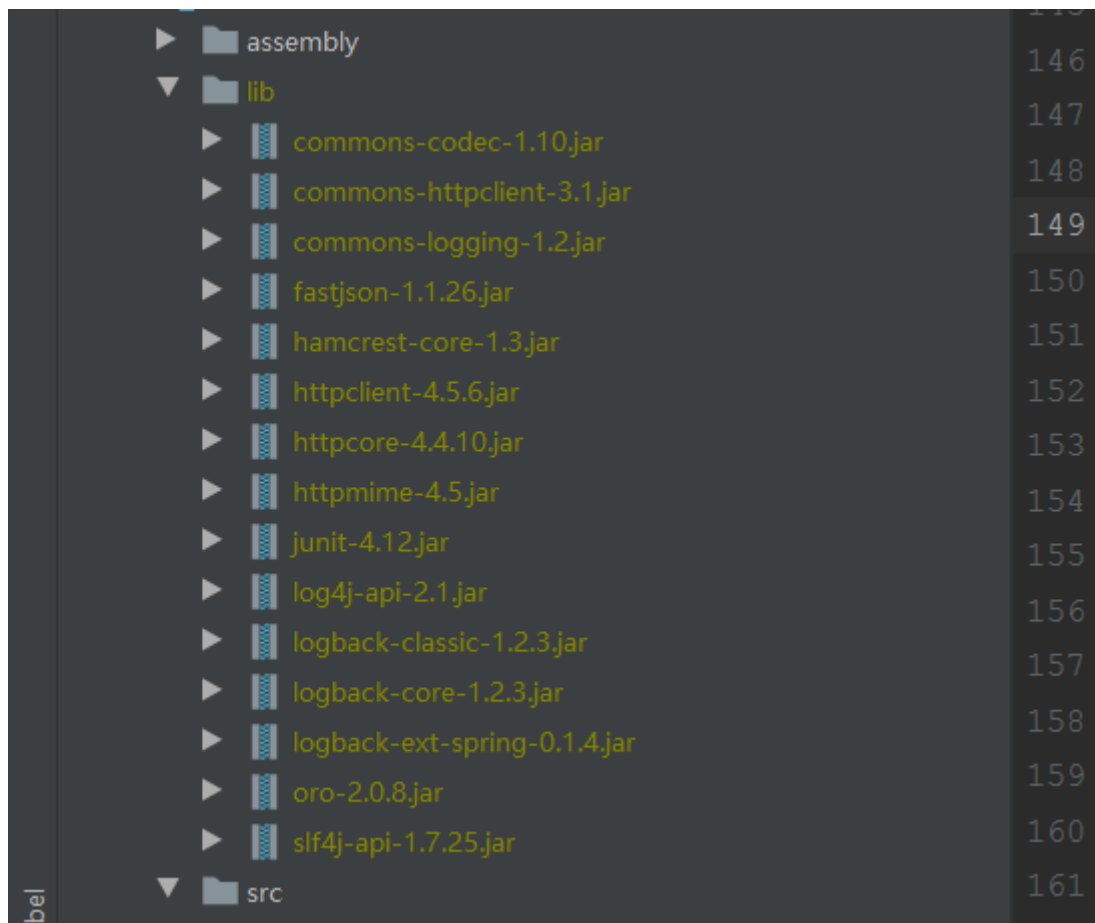 assembly
lib
commons-codec-1.10.jar
commons-httpclient-3.1.jar
commons-logging-1.2.jar
fastjson-1.1.26.jar
hamcrest-core-1.3.jar
httpclient-4.5.6.jar
httpcore-4.4.10.jar
httpmime-4.5.jar
junit-4.12.jar
log4j-api-2.1.jar
logback-classic-1.2.3.jar
logback-core-1.2.3.jar
logback-ext-spring-0.1.4.jar
oro-2.0.8.jar
slf4j-api-1.7.25.jar
src
bel
146
147
148
149
150
151
152
153
154
155
156
157
158
159
160
161